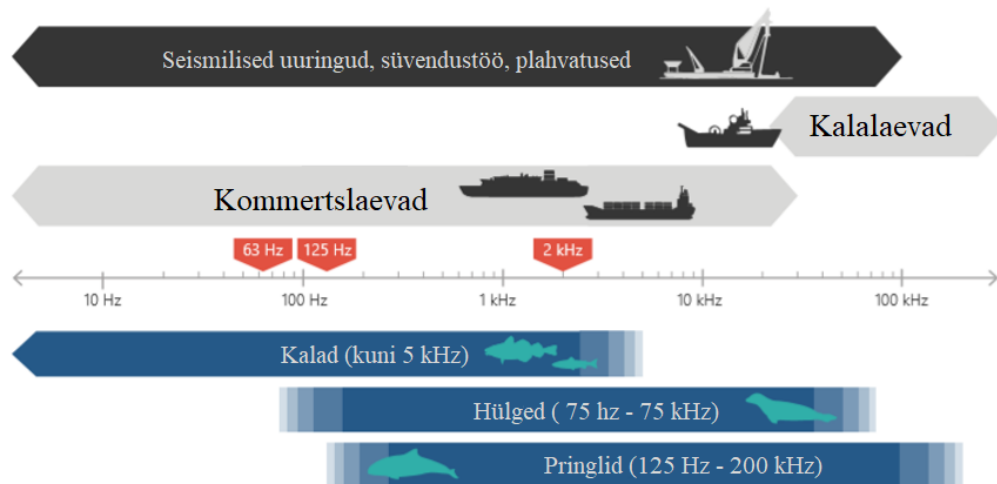 Seismilised uuringud, süvendustöö, plahvatused
Kalalaevad
Kommertslaevad
63 Hz 125 Hz 2 kHz
10 Hz 100 Hz 1 kHz 10 kHz 100 kHz
Kalad (kuni 5 kHz)
Hülged ( 75 hz - 75 kHz)
Pringlid (125 Hz - 200 kHz)